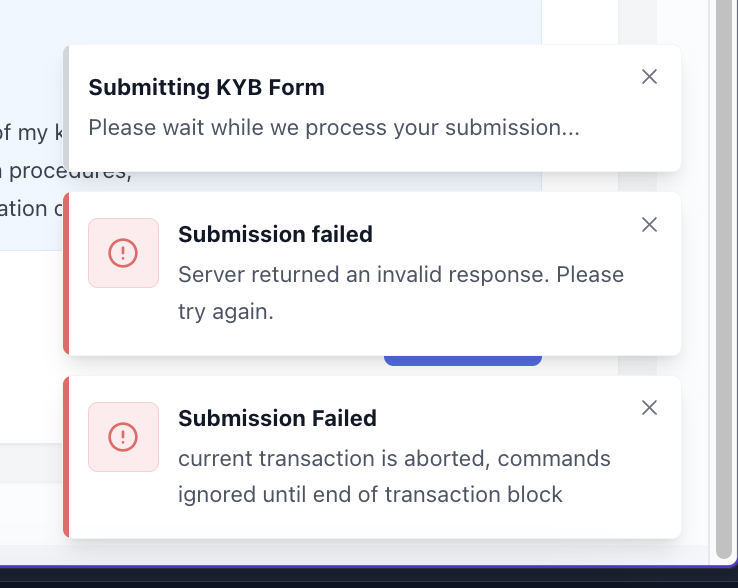 Submitting KYB Form
Please wait while we process your submission...
of my
procedures,
ation
Submission failed
Server returned an invalid response. Please
try again.
Submission Failed
current transaction is aborted, commands
ignored until end of transaction block